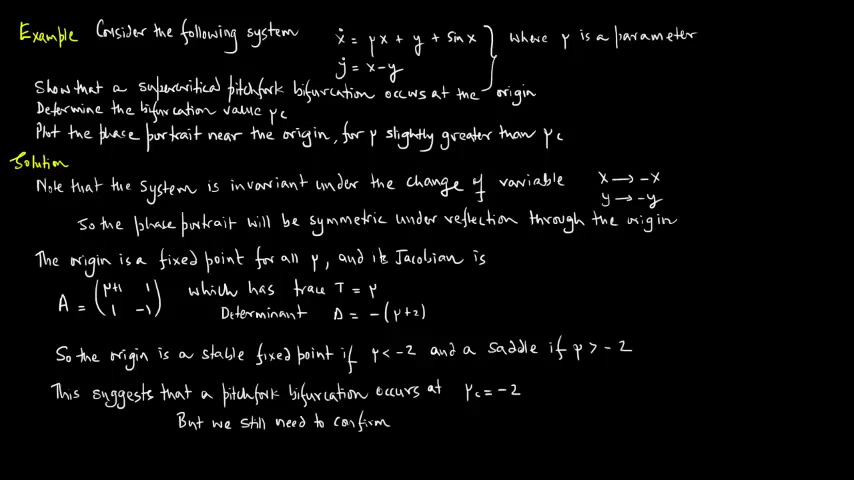 Example Consider the following system ẋ = μx + y + sinx where μ is a parameter
ẏ = x-y
Show that a supercritical pitchfork bifurcation occurs at the origin
Determine the bifurcation value μc
Plot the phase portrait near the origin, for μ slightly greater than μc
Solution
Note that the system is invariant under the change of variable x → -x
y → -y
So the phase portrait will be symmetric under reflection through the origin
The origin is a fixed point for all μ, and its Jacobian is
A = (μ+1 1 which has trace T = μ
1 -1) Determinant Δ = -(μ+2)
So the origin is a stable fixed point if μ < -2 and a saddle if μ > -2
This suggests that a pitchfork bifurcation occurs at μc = -2
But we still need to confirm